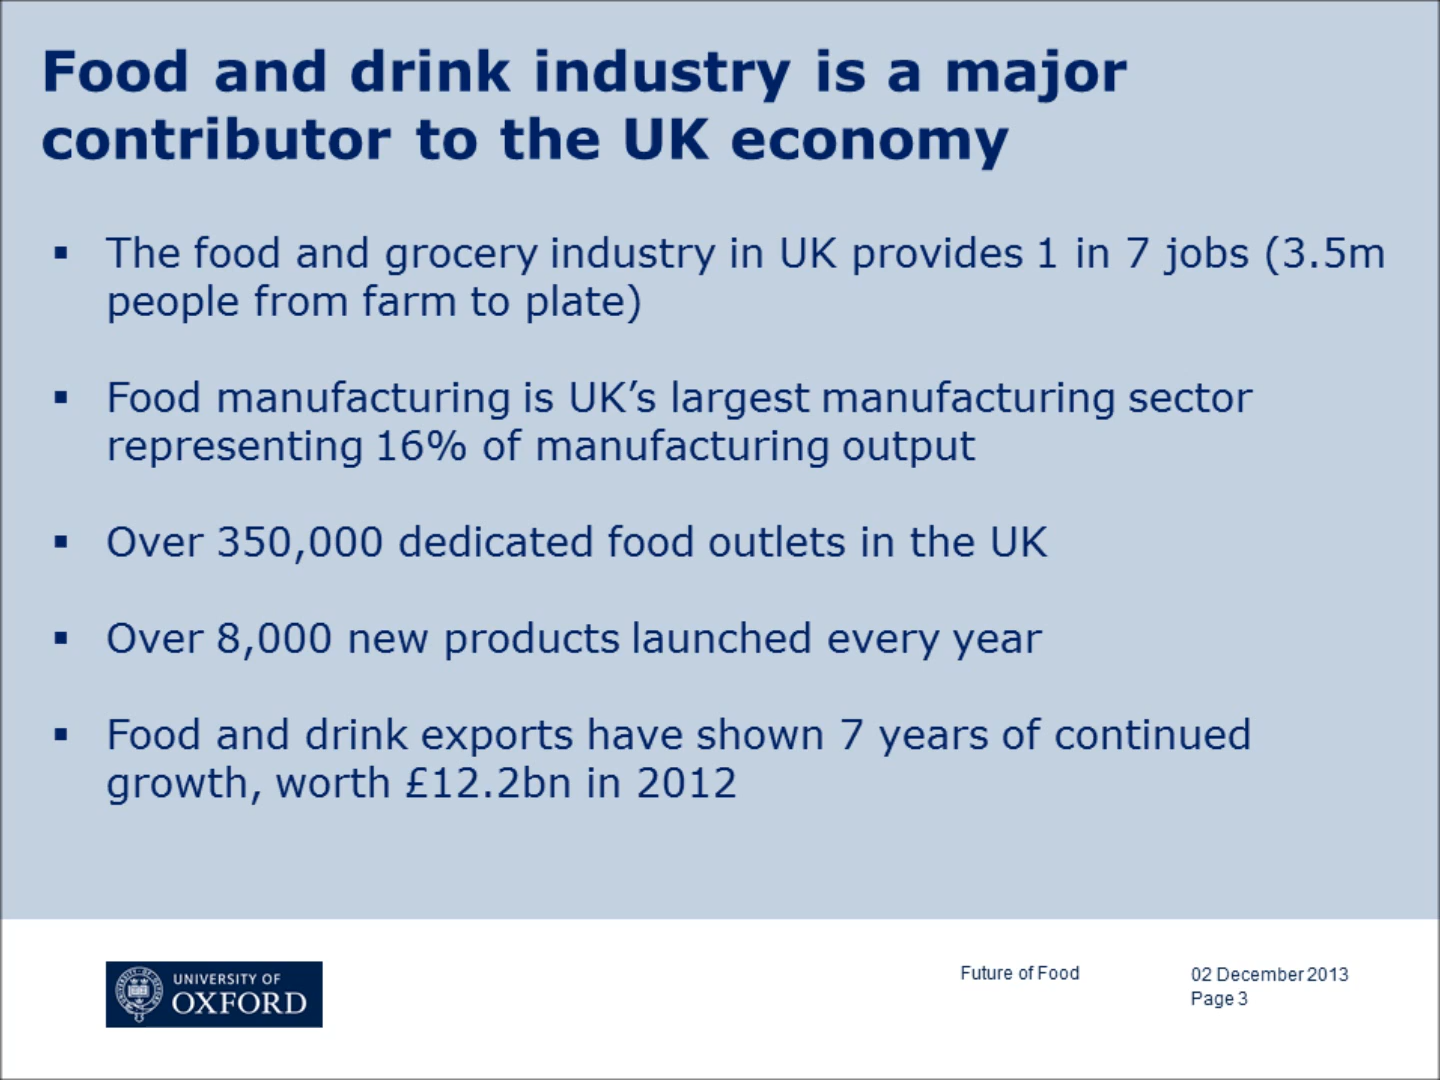 Food and drink industry is a major
contributor to the UK economy
▪ The food and grocery industry in UK provides 1 in 7 jobs (3.5m
people from farm to plate)
▪ Food manufacturing is UK’s largest manufacturing sector
representing 16% of manufacturing output
▪ Over 350,000 dedicated food outlets in the UK
▪ Over 8,000 new products launched every year
▪ Food and drink exports have shown 7 years of continued
growth, worth £12.2bn in 2012
UNIVERSITY OF
OXFORD
Future of Food
02 December 2013
Page 3